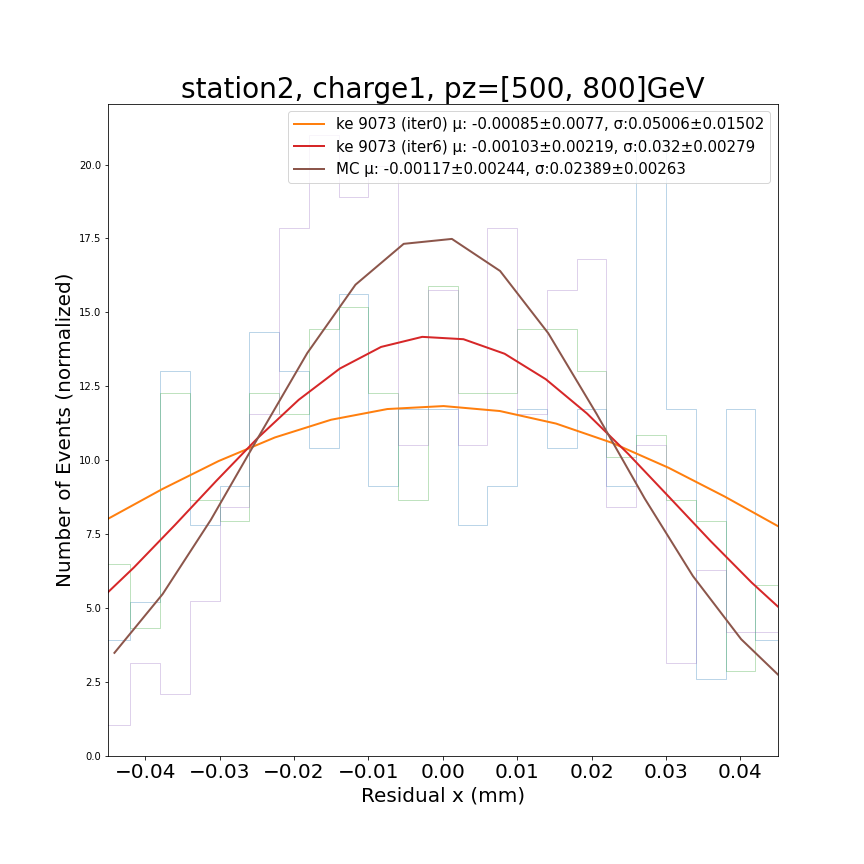 station2, charge1, pz=[500, 800]GeV
ke 9073 (iter0) μ: -0.00085±0.0077, σ:0.05006±0.01502
ke 9073 (iter6) μ: -0.00103±0.00219, σ:0.032±0.00279
MC μ: -0.00117±0.00244, σ:0.02389±0.00263
20.0
17.5
15.0
12.5
10.0
7.5
5.0
2.5
0.0
Number of Events (normalized)
−0.04 −0.03 −0.02 −0.01 0.00 0.01 0.02 0.03 0.04
Residual x (mm)